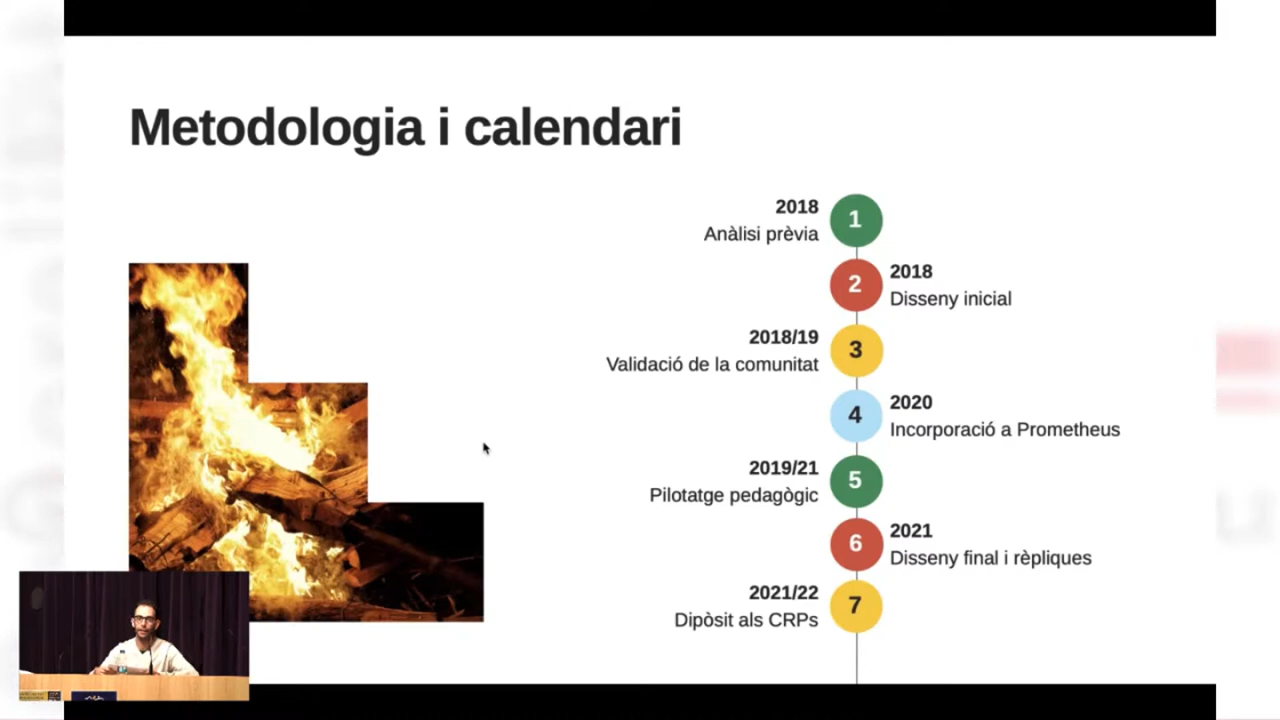 Metodologia i calendari
2018
Anàlisi prèvia
1
2
2018
Disseny inicial
2018/19
Validació de la comunitat
3
4
2020
Incorporació a Prometheus
2019/21
Pilotatge pedagògic
5
6
2021
Disseny final i rèpliques
2021/22
Dipòsit als CRPs
7